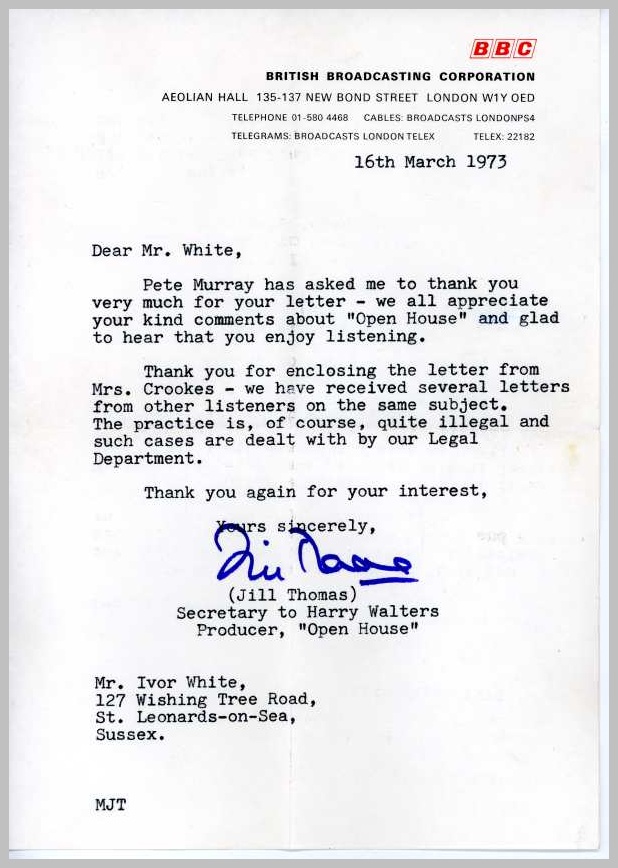 BBC
BRITISH BROADCASTING CORPORATION
AEOLIAN HALL 135-137 NEW BOND STREET LONDON W1Y OED
TELEPHONE 01-580 4468 CABLES: BROADCASTS LONDONPS4
TELEGRAMS: BROADCASTS LONDON TELEX TELEX: 22182
16th March 1973
Dear Mr. White,
Pete Murray has asked me to thank you
very much for your letter - we all appreciate
your kind comments about "Open House" and glad
to hear that you enjoy listening.
Thank you for enclosing the letter from
Mrs. Crookes - we have received several letters
from other listeners on the same subject.
The practice is, of course, quite illegal and
such cases are dealt with by our Legal
Department.
Thank you again for your interest,
Yours sincerely,
Jill Thomas
(Jill Thomas)
Secretary to Harry Walters
Producer, "Open House"
Mr. Ivor White,
127 Wishing Tree Road,
St. Leonards-on-Sea,
Sussex.
MJT